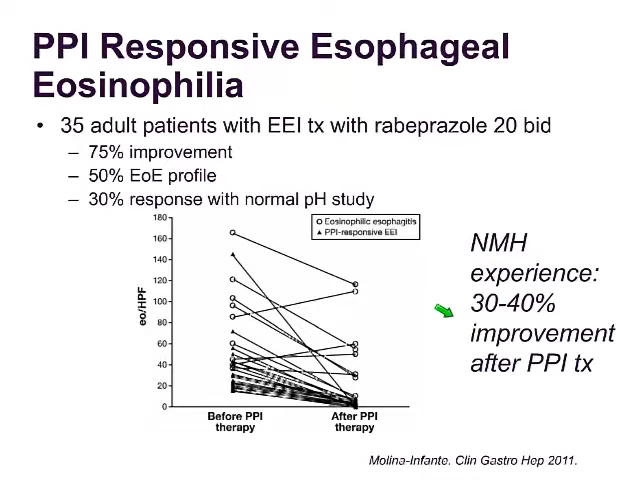 PPI Responsive Esophageal
Eosinophilia
• 35 adult patients with EEI tx with rabeprazole 20 bid
– 75% improvement
– 50% EoE profile
– 30% response with normal pH study
180
160
140
120
100
80
60
40
20
0
eo/HPF
Eosinophilic esophagitis
PPI-responsive EEI
Before PPI
therapy
After PPI
therapy
NMH
experience:
30-40%
improvement
after PPI tx
Molina-Infante. Clin Gastro Hep 2011.